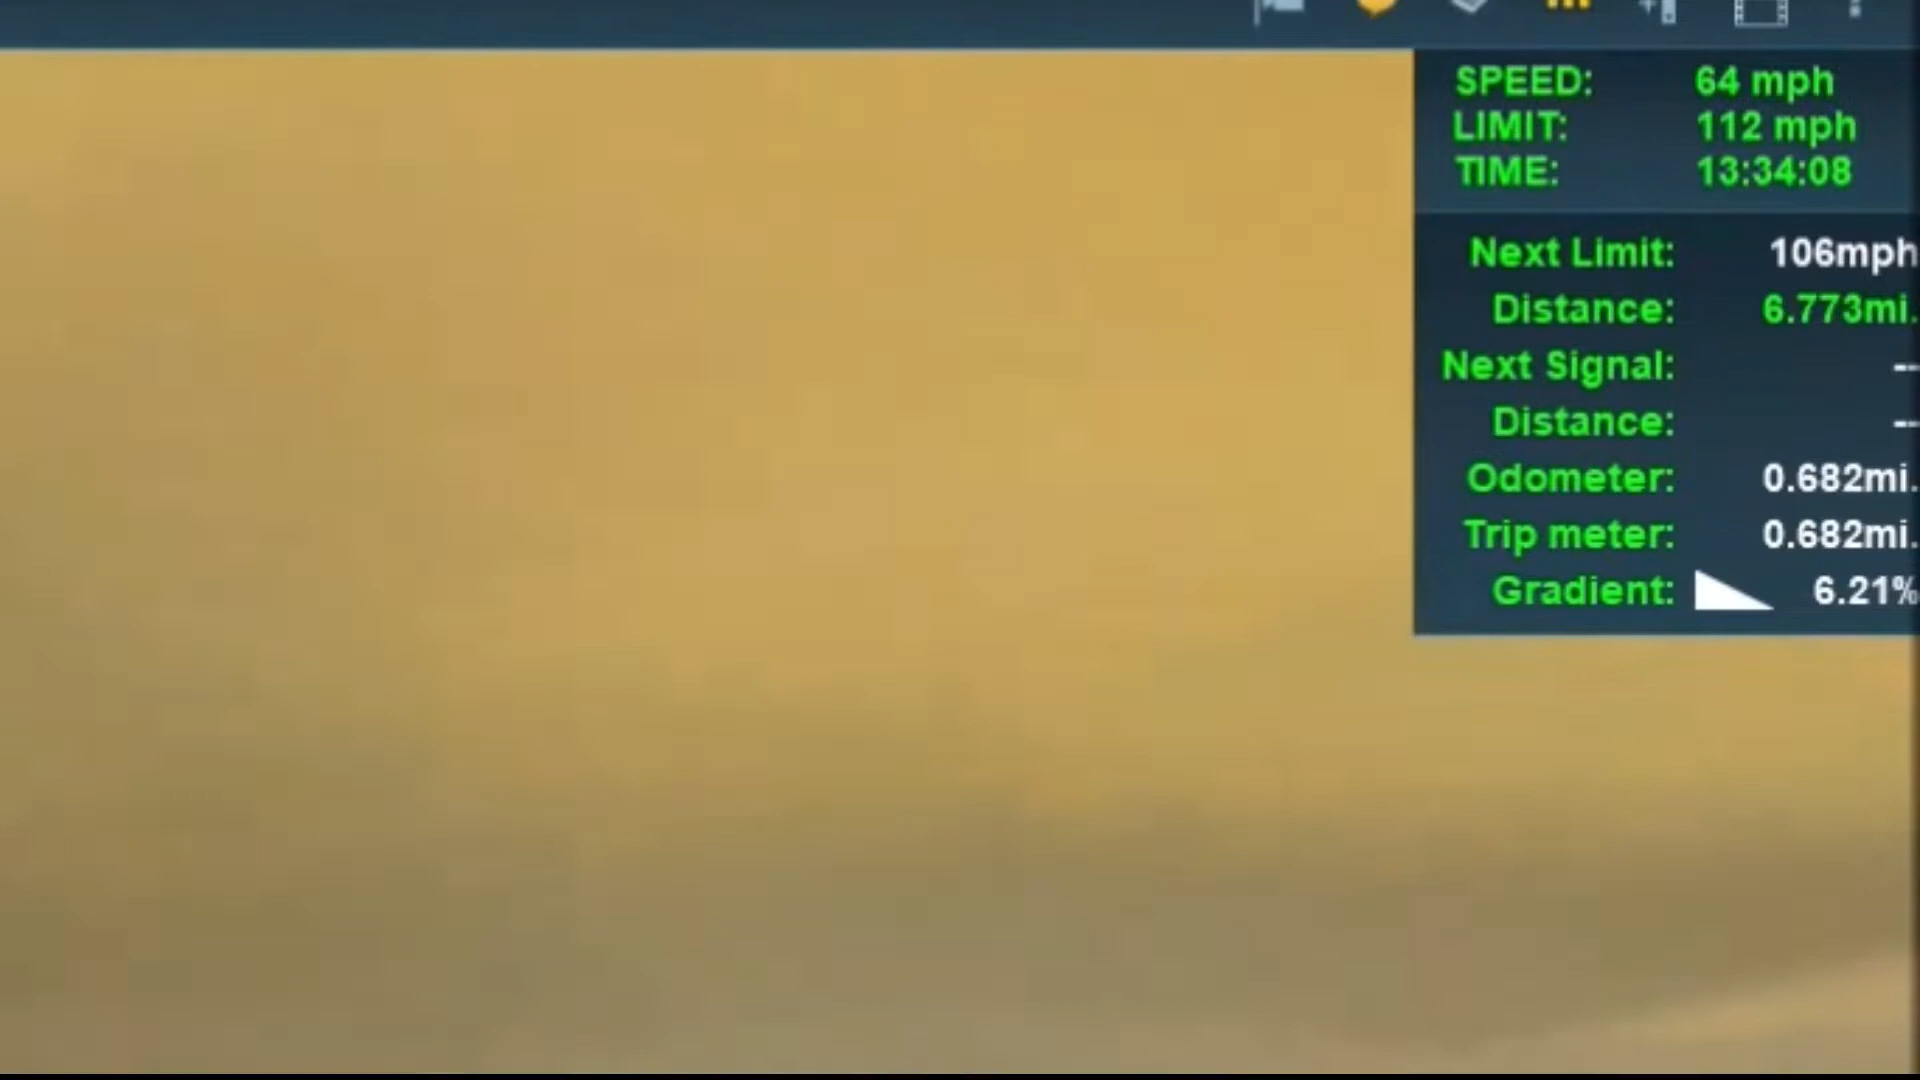 SPEED: 64 mph
LIMIT: 112 mph
TIME: 13:34:08
Next Limit: 106mph
Distance: 6.773mi.
Next Signal: --
Distance: --
Odometer: 0.682mi.
Trip meter: 0.682mi.
Gradient: 6.21%